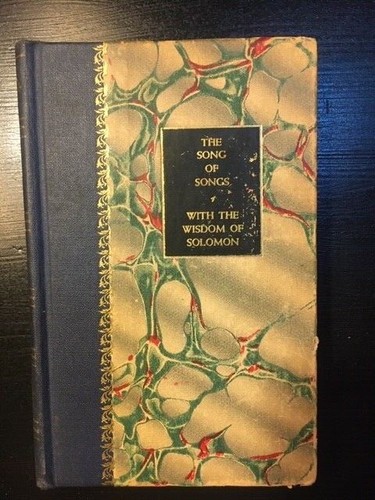 THE
SONG
OF
SONGS
WITH THE
WISDOM OF
SOLOMON